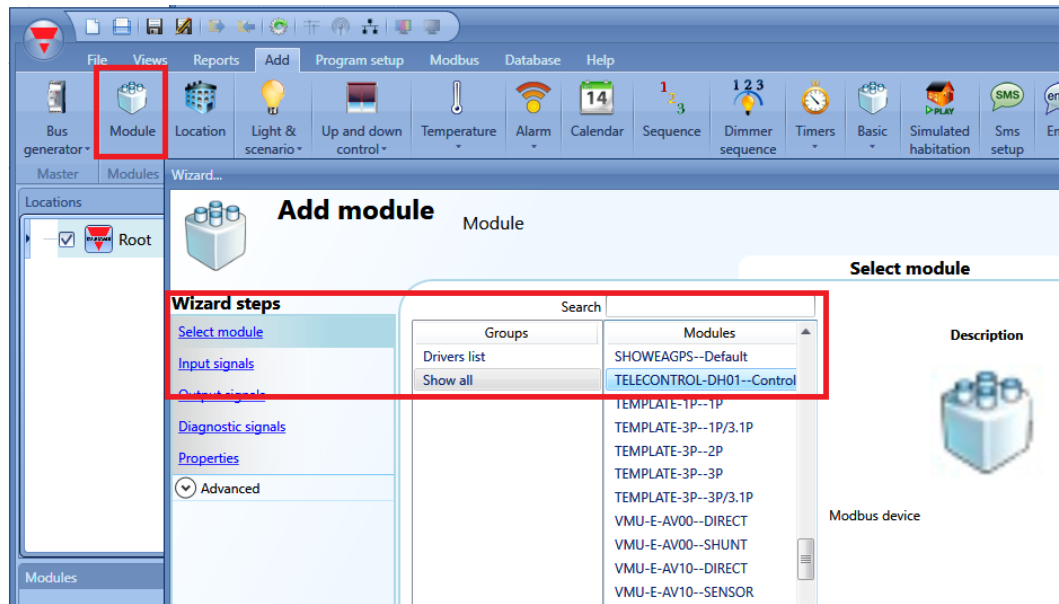 File Views Reports Add Program setup Modbus Database Help
Bus generator Module Location Light & scenario Up and down control Temperature Alarm 14 Calendar 1 2 3 Sequence 1 2 3 Dimmer sequence Timers Basic PLAY Simulated habitation SMS Sms setup
Master Modules Wizard...
Locations
Root
Add module Module
Select module
Wizard steps
Search
Select module
Groups Modules
Description
Input signals
Drivers list SHOWEAGPS--Default
Show all TELECONTROL-DH01--Control
Output signals
TEMPLATE-1P--1P
Diagnostic signals
TEMPLATE-3P--1P/3.1P
TEMPLATE-3P--2P
Properties
TEMPLATE-3P--3P
Advanced
TEMPLATE-3P--3P/3.1P
VMU-E-AV00--DIRECT
Modbus device
VMU-E-AV00--SHUNT
VMU-E-AV10--DIRECT
Modules
VMU-E-AV10--SENSOR